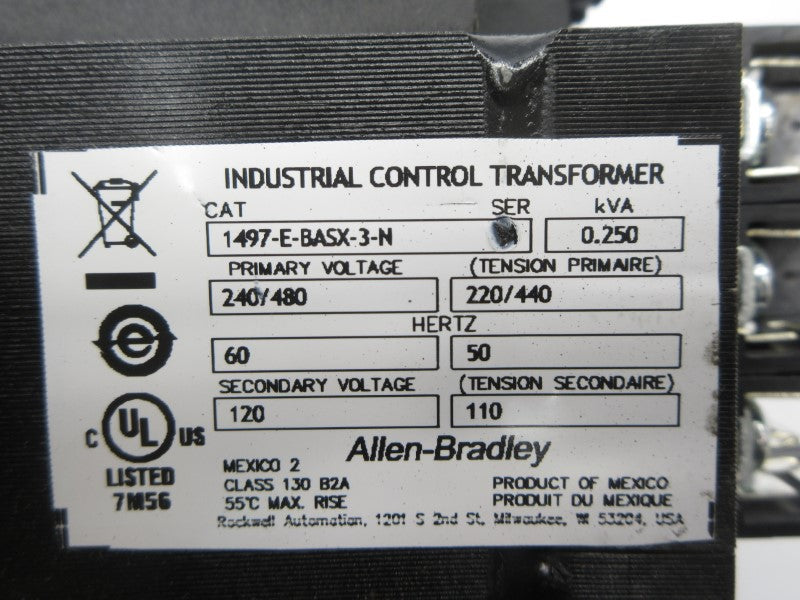 INDUSTRIAL CONTROL TRANSFORMER
CAT SER kVA
1497-E-BASX-3-N 0.250
PRIMARY VOLTAGE (TENSION PRIMAIRE)
240/480 220/440
HERTZ
60 50
SECONDARY VOLTAGE (TENSION SECONDAIRE)
120 110
C UL US
LISTED
7M56
Allen-Bradley
MEXICO 2
CLASS 130 B2A PRODUCT OF MEXICO
55°C MAX. RISE PRODUIT DU MEXIQUE
Rockwell Automation, 1201 S 2nd St, Milwaukee, WI 53204, USA